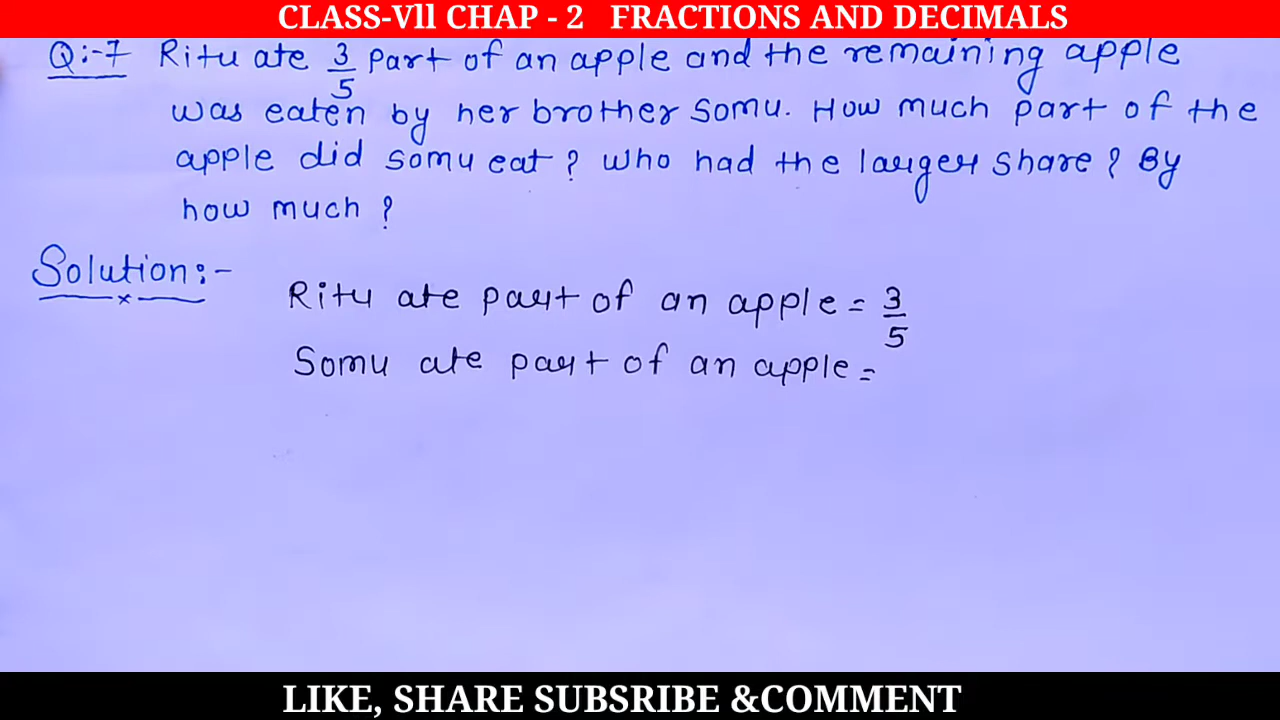 CLASS-Vll CHAP - 2 FRACTIONS AND DECIMALS
Q:-7 Ritu ate 3/5 part of an apple and the remaining apple
was eaten by her brother Somu. How much part of the
apple did somu eat? Who had the larger share? By
how much?
Solution:-
Ritu ate part of an apple = 3/5
Somu ate part of an apple =
LIKE, SHARE SUBSRIBE &COMMENT